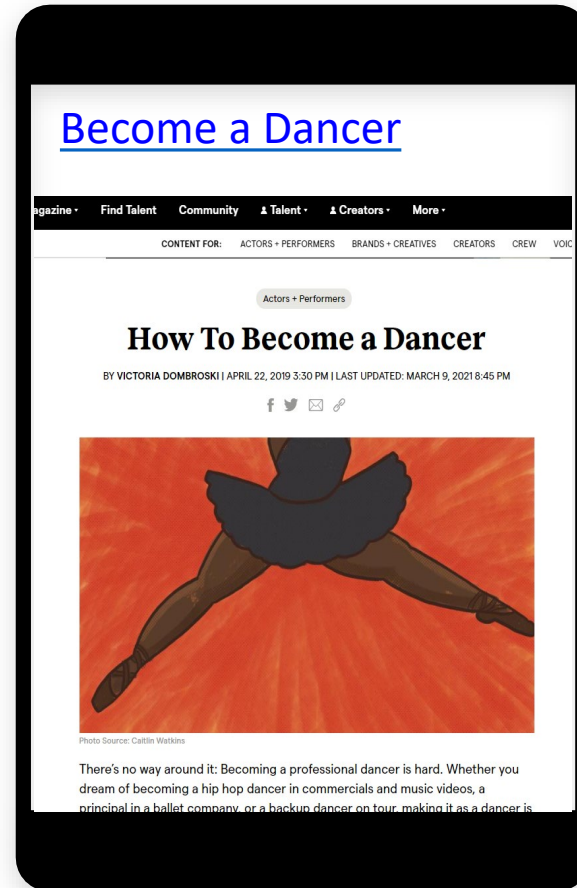 Become a Dancer
agazine Find Talent Community Talent Creators More
CONTENT FOR: ACTORS + PERFORMERS BRANDS + CREATIVES CREATORS CREW VOIC
Actors + Performers
How To Become a Dancer
BY VICTORIA DOMBROSKI | APRIL 22, 2019 3:30 PM | LAST UPDATED: MARCH 9, 2021 8:45 PM
Photo Source: Caitlin Watkins
There's no way around it: Becoming a professional dancer is hard. Whether you
dream of becoming a hip hop dancer in commercials and music videos, a
principal in a ballet company, or a backup dancer on tour, making it as a dancer is